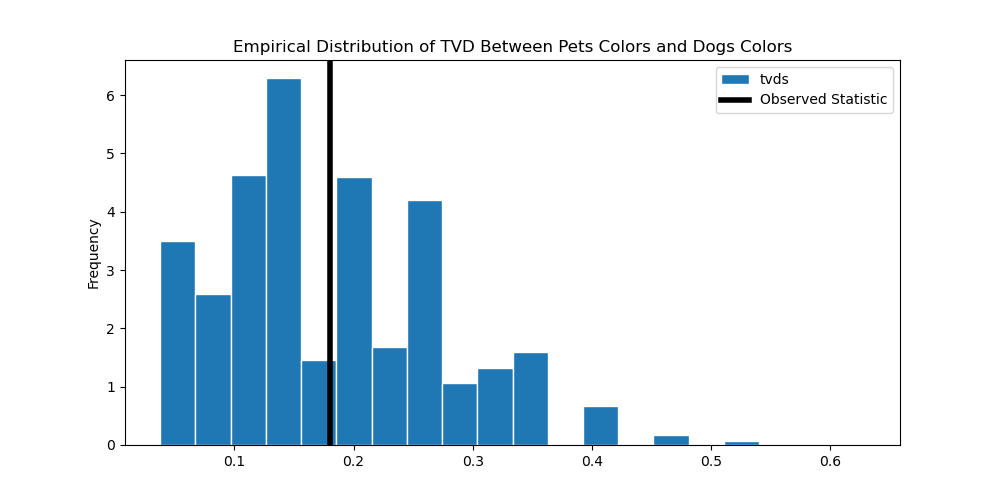 Empirical Distribution of TVD Between Pets Colors and Dogs Colors
tvds
Observed Statistic
Frequency
6
5
4
3
2
1
0
0.1 0.2 0.3 0.4 0.5 0.6